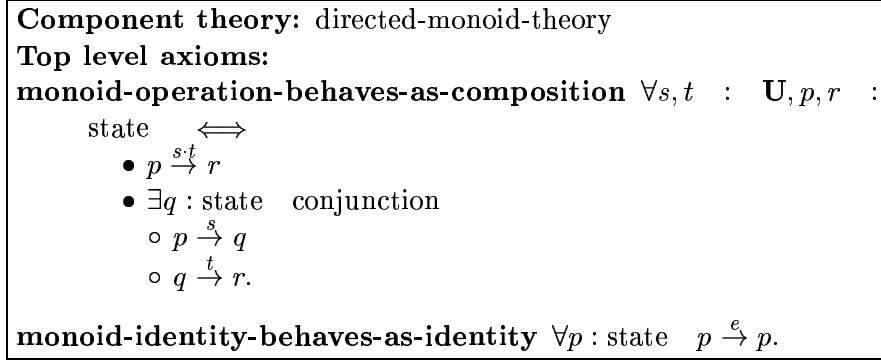 Component theory: directed-monoid-theory
Top level axioms:
monoid-operation-behaves-as-composition ∀s, t : U, p, r :
state ⟺
• p →^{s·t} r
• ∃q : state conjunction
∘ p →^{s} q
∘ q →^{t} r.
monoid-identity-behaves-as-identity ∀p : state p →^{e} p.